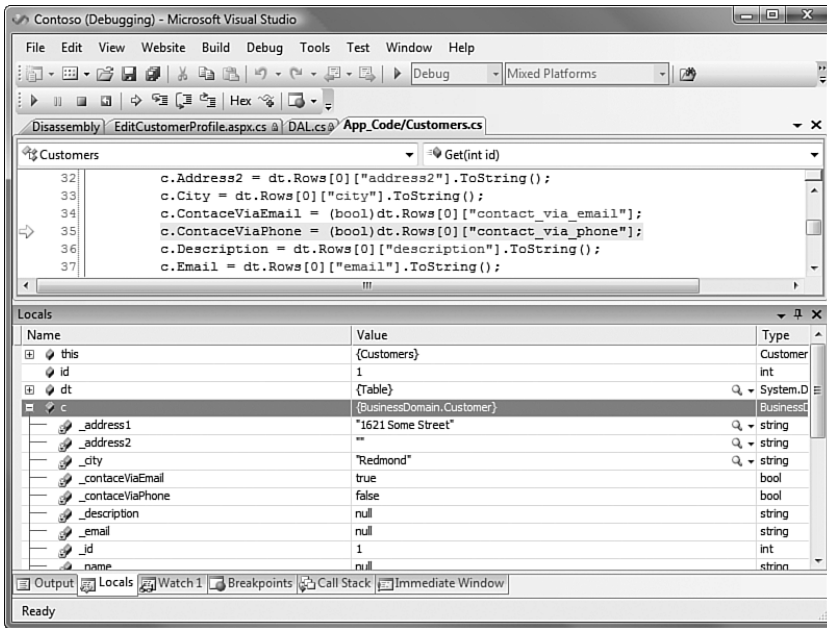 Contoso (Debugging) - Microsoft Visual Studio
File Edit View Website Build Debug Tools Test Window Help
Debug Mixed Platforms
Hex
Disassembly EditCustomerProfile.aspx.cs DAL.cs App_Code/Customers.cs
Customers Get(int id)
32 c.Address2 = dt.Rows[0]["address2"].ToString();
33 c.City = dt.Rows[0]["city"].ToString();
34 c.ContaceViaEmail = (bool)dt.Rows[0]["contact_via_email"];
35 c.ContaceViaPhone = (bool)dt.Rows[0]["contact_via_phone"];
36 c.Description = dt.Rows[0]["description"].ToString();
37 c.Email = dt.Rows[0]["email"].ToString();
Locals
Name Value Type
this {Customers} Customer
id 1 int
dt {Table} System.D
c {BusinessDomain.Customer} BusinessD
_address1 "1621 Some Street" string
_address2 "" string
_city "Redmond" string
_contaceViaEmail true bool
_contaceViaPhone false bool
_description null string
_email null string
_id 1 int
_name null string
Output Locals Watch 1 Breakpoints Call Stack Immediate Window
Ready